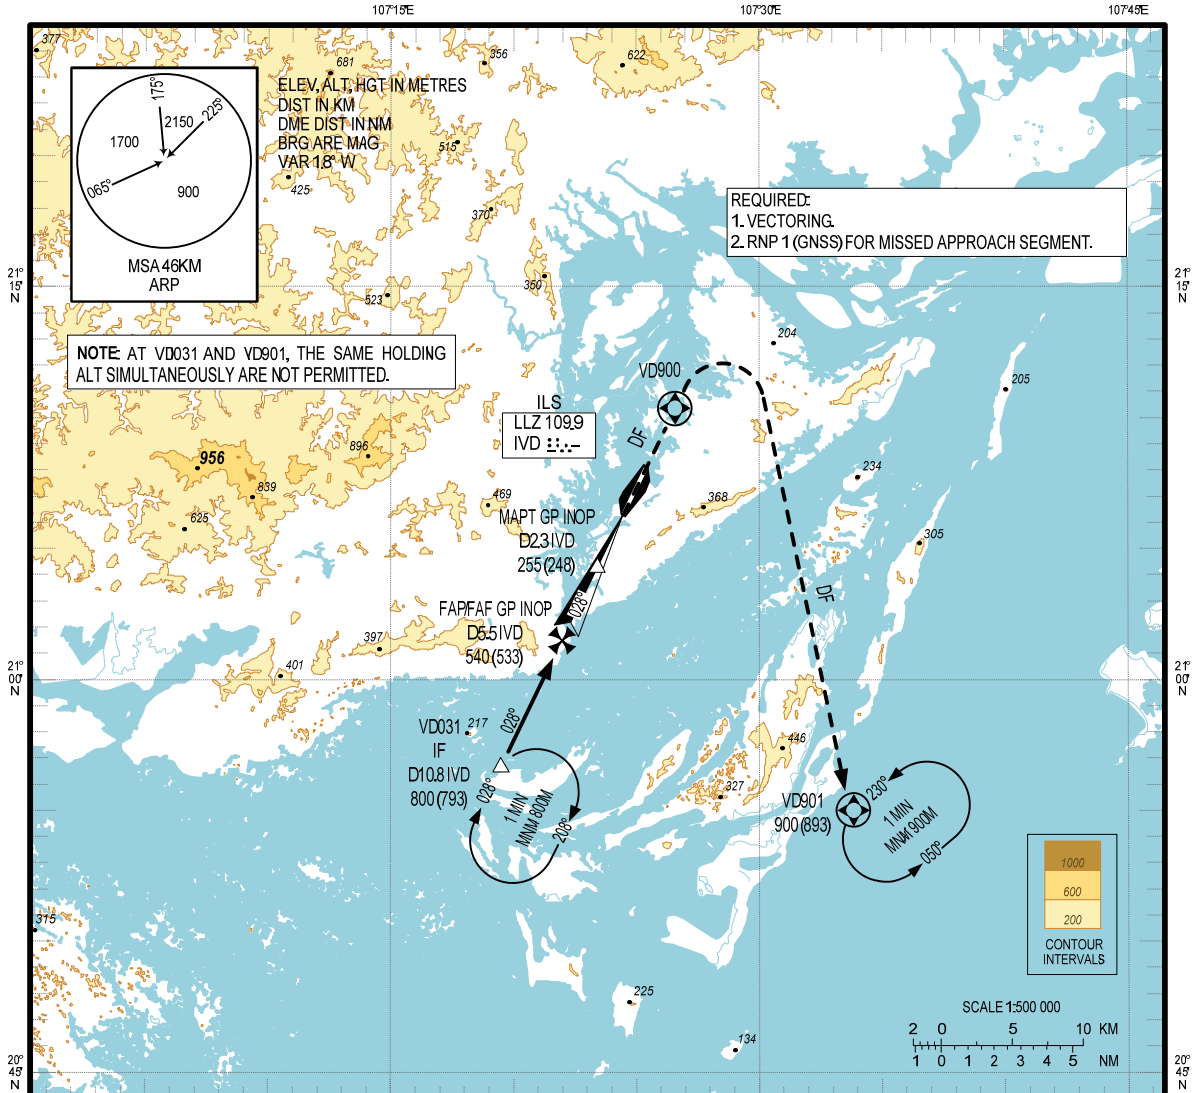 107°15'E
107°30'E
107°45'E
377
681
356
622
175°
225°
2150
1700
065°
900
MSA 46KM
ARP
ELEV, ALT, HGT IN METRES
DIST IN KM
DME DIST IN NM
BRG ARE MAG
VAR 1.8° W
515
425
370
REQUIRED:
1. VECTORING.
2. RNP 1 (GNSS) FOR MISSED APPROACH SEGMENT.
21°
15'
N
21°
15'
N
350
523
204
NOTE: AT VD031 AND VD901, THE SAME HOLDING
ALT SIMULTANEOUSLY ARE NOT PERMITTED.
VD900
205
ILS
LLZ 109.9
IVD
DF
896
956
839
234
469
368
625
MAPT GP INOP
D2.3 IVD
255 (248)
305
028°
DF
FAP/FAF GP INOP
D5.5 IVD
540 (533)
397
401
21°
00'
N
21°
00'
N
028°
VD031
217
IF
D10.8 IVD
800 (793)
446
327
028°
1 MIN
MNM 800M
208°
VD901
900 (893)
230°
1 MIN
MNM 900M
050°
1000
600
200
CONTOUR
INTERVALS
315
225
134
SCALE 1:500 000
2 0 5 10 KM
1 0 1 2 3 4 5 NM
20°
45'
N
20°
45'
N